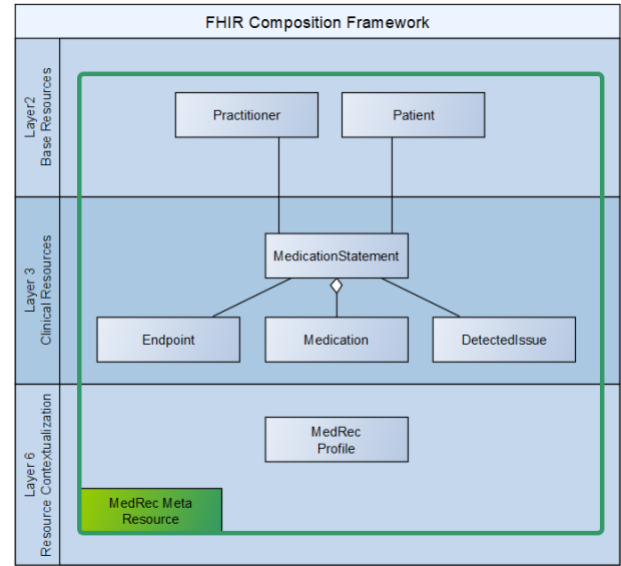 FHIR Composition Framework
Layer2
Base Resources
Practitioner
Patient
Layer 3
Clinical Resources
MedicationStatement
Endpoint
Medication
DetectedIssue
Layer 6
Resource Contextualization
MedRec
Profile
MedRec Meta
Resource